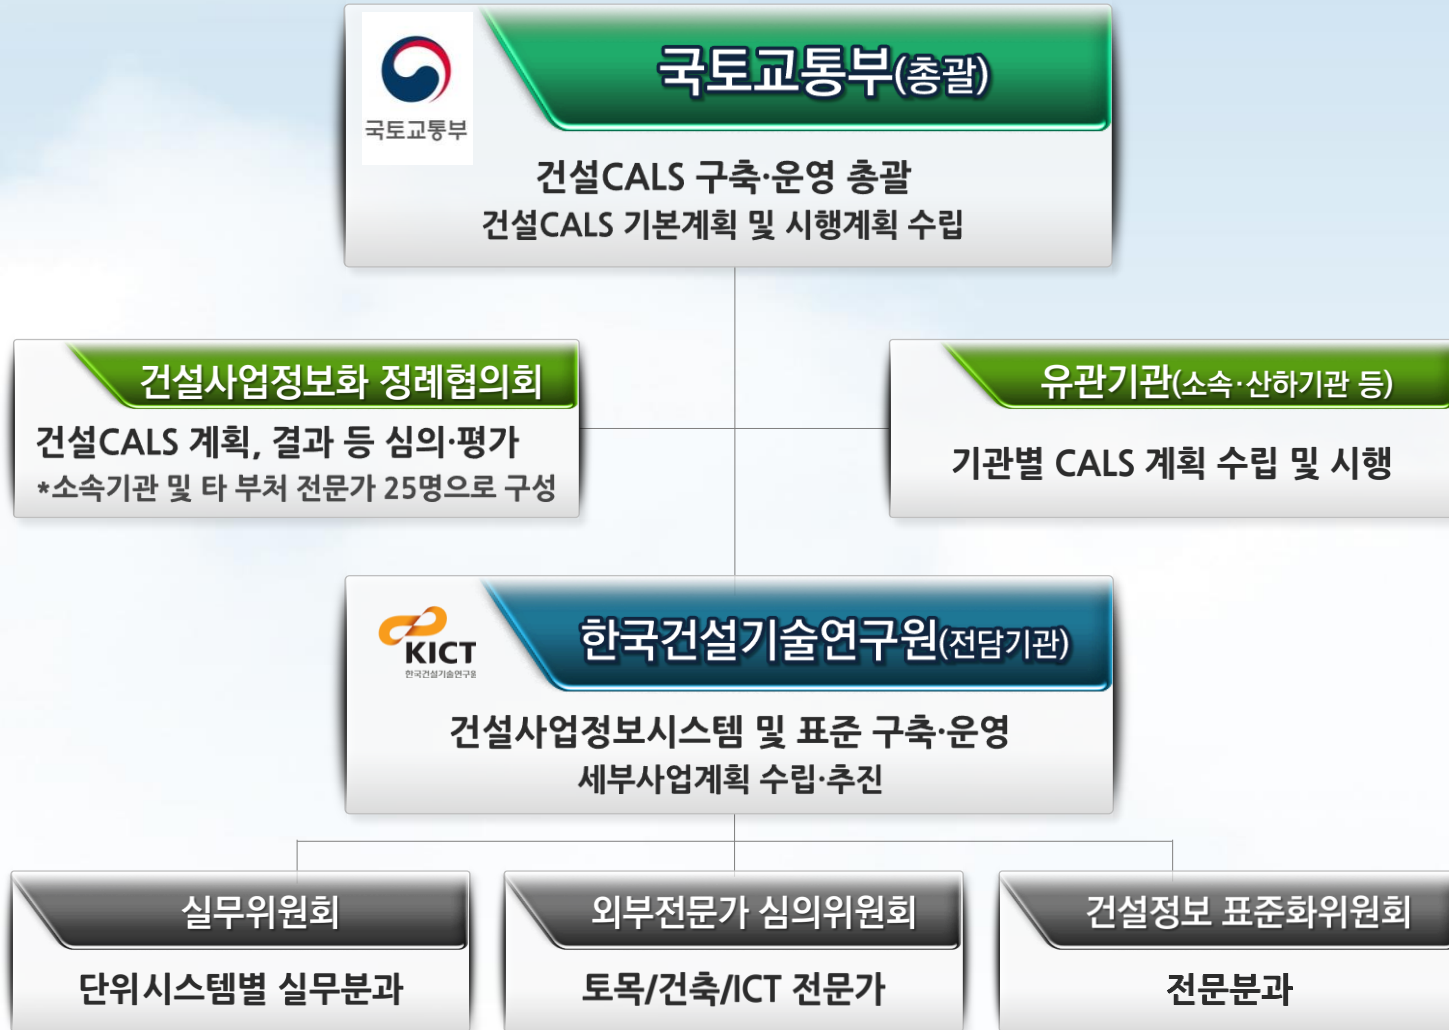 국토교통부
국토교통부(총괄)
건설CALS 구축·운영 총괄
건설CALS 기본계획 및 시행계획 수립
건설사업정보화 정례협의회
건설CALS 계획, 결과 등 심의·평가
*소속기관 및 타 부처 전문가 25명으로 구성
유관기관(소속·산하기관 등)
기관별 CALS 계획 수립 및 시행
KICT
한국건설기술연구원
한국건설기술연구원(전담기관)
건설사업정보시스템 및 표준 구축·운영
세부사업계획 수립·추진
실무위원회
단위시스템별 실무분과
외부전문가 심의위원회
토목/건축/ICT 전문가
건설정보 표준화위원회
전문분과